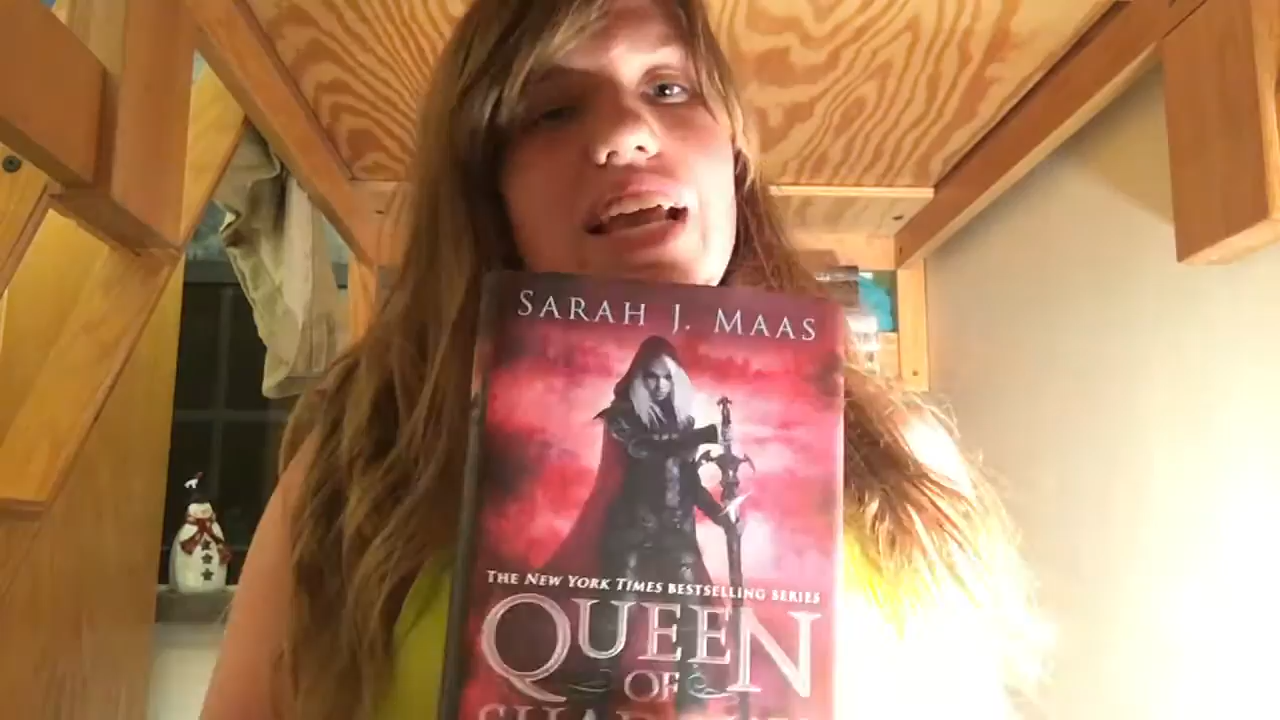 SARAH J. MAAS
THE NEW YORK TIMES BESTSELLING SERIES
QUEEN
OF